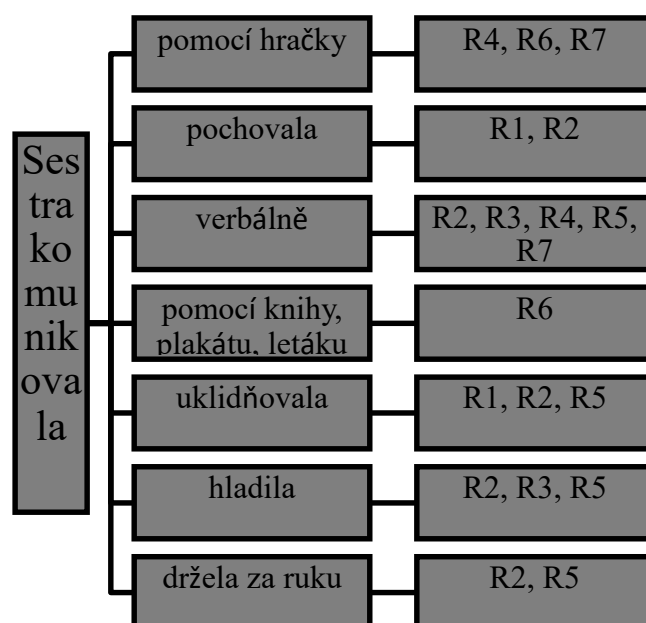 Ses
tra
ko
mu
nik
ova
la
pomocí hračky
R4, R6, R7
pochovala
R1, R2
verbálně
R2, R3, R4, R5,
R7
pomocí knihy,
plakátu, letáku
R6
uklidňovala
R1, R2, R5
hladila
R2, R3, R5
držela za ruku
R2, R5